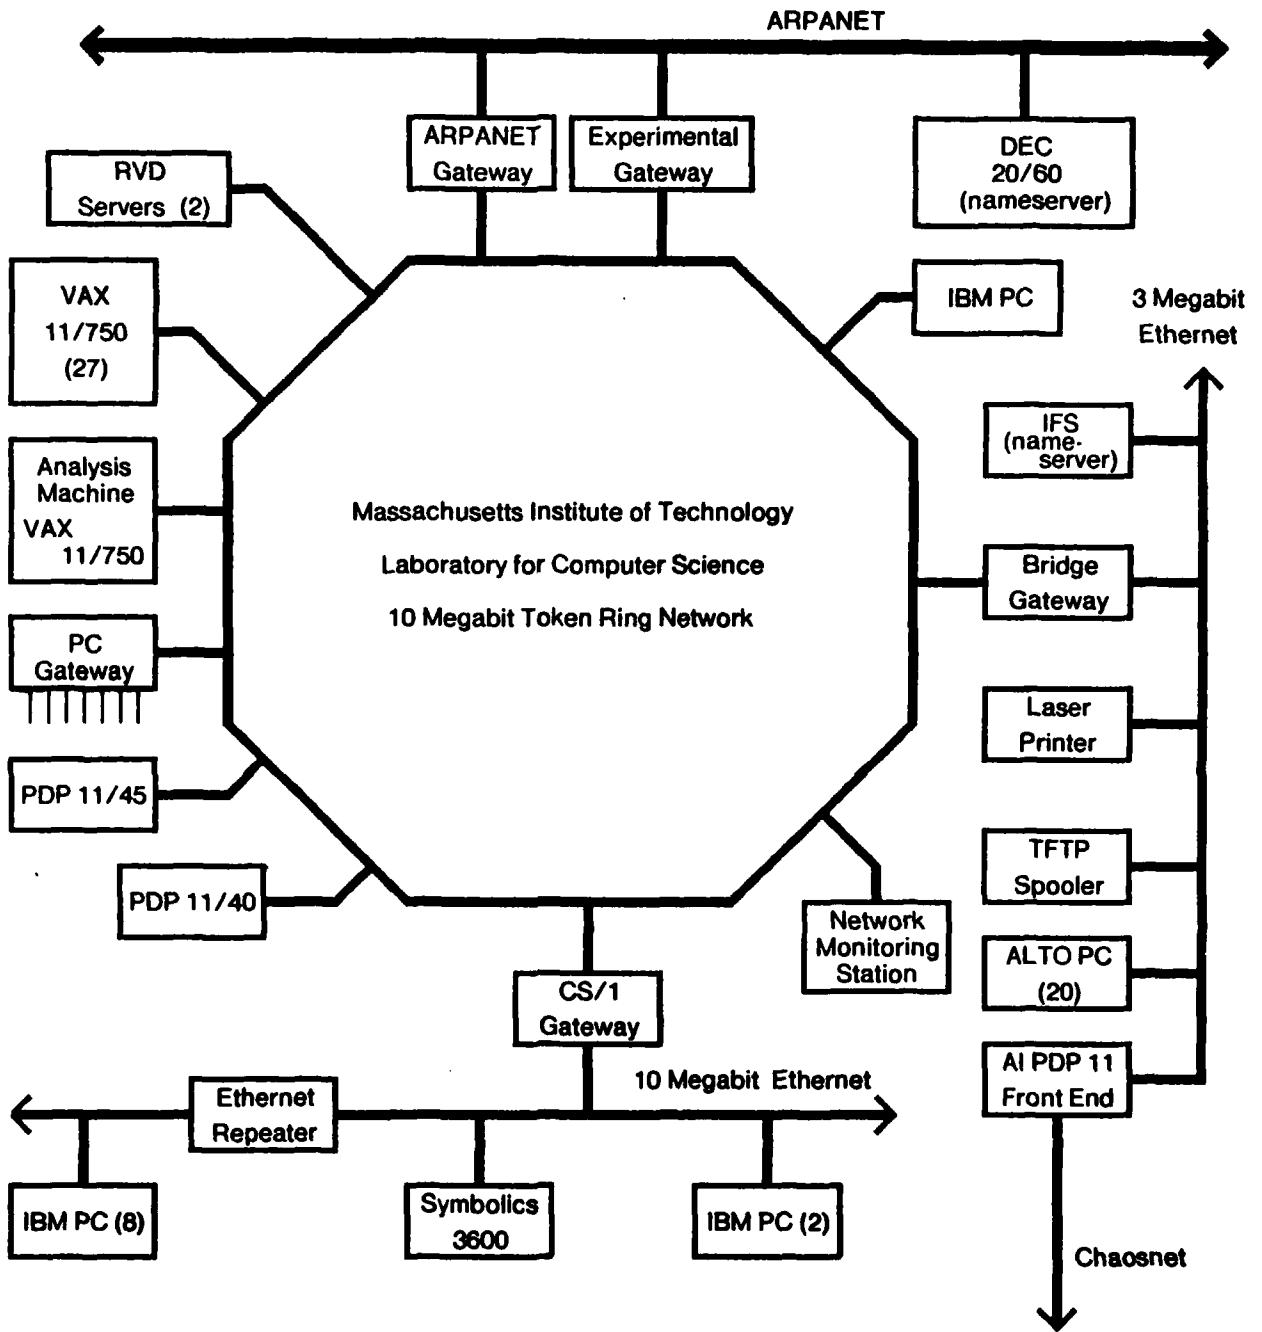 ARPANET
ARPANET
Gateway
Experimental
Gateway
DEC
20/60
(nameserver)
RVD
Servers (2)
VAX
11/750
(27)
IBM PC
3 Megabit
Ethernet
Analysis
Machine
VAX
11/750
IFS
(name-
server)
Massachusetts Institute of Technology
Laboratory for Computer Science
10 Megabit Token Ring Network
Bridge
Gateway
PC
Gateway
Laser
Printer
PDP 11/45
TFTP
Spooler
PDP 11/40
Network
Monitoring
Station
ALTO PC
(20)
CS/1
Gateway
AI PDP 11
Front End
10 Megabit Ethernet
Ethernet
Repeater
IBM PC (8)
Symbolics
3600
IBM PC (2)
Chaosnet